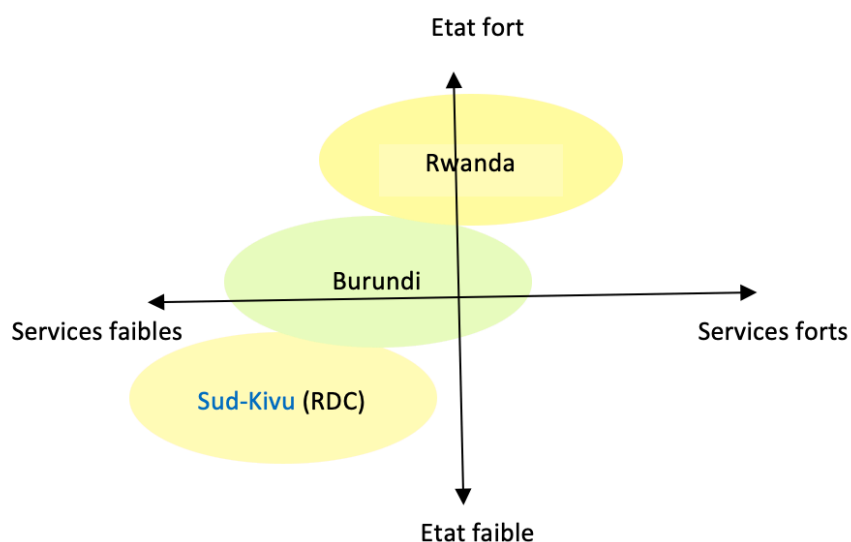 Etat fort
Rwanda
Burundi
Services faibles
Services forts
Sud-Kivu (RDC)
Etat faible